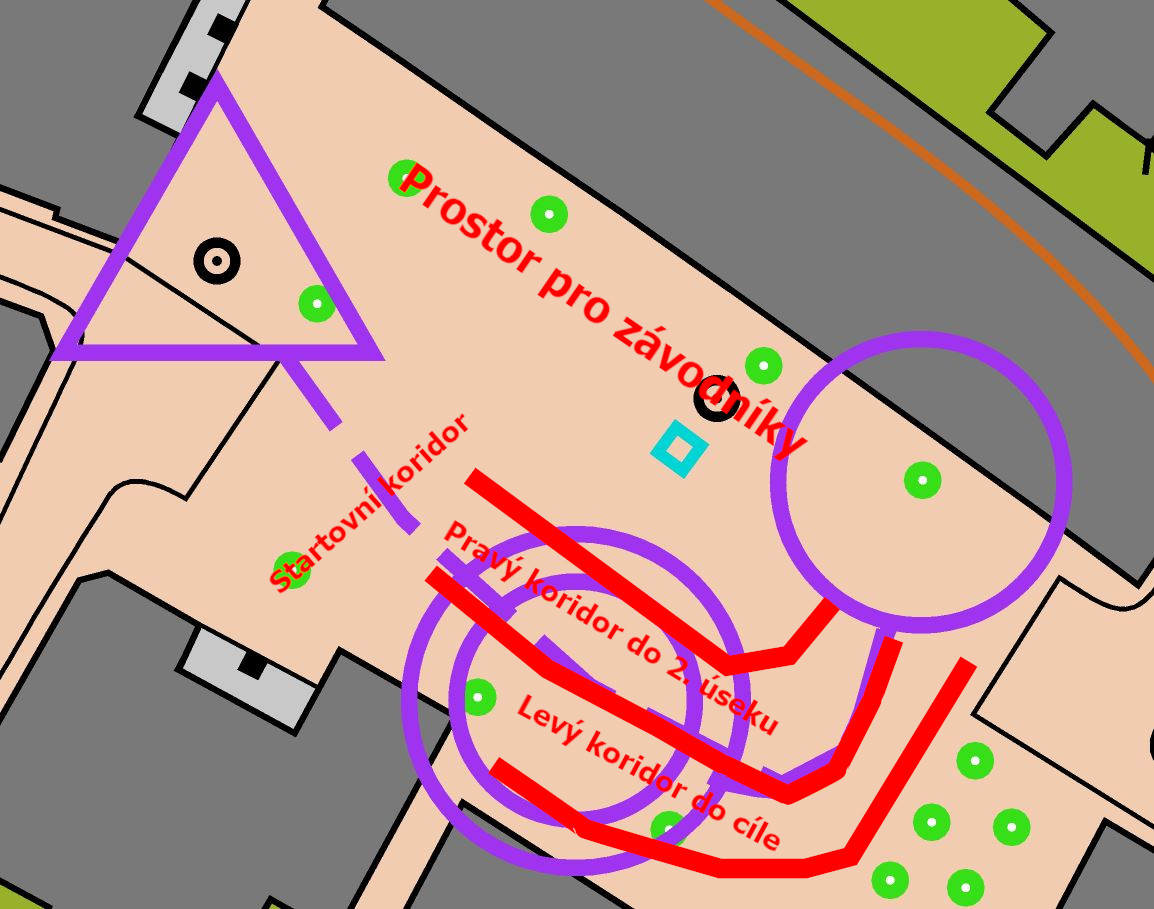 Prostor pro závodníky
Startovní koridor
Pravý koridor do 2. úseku
Levý koridor do cíle